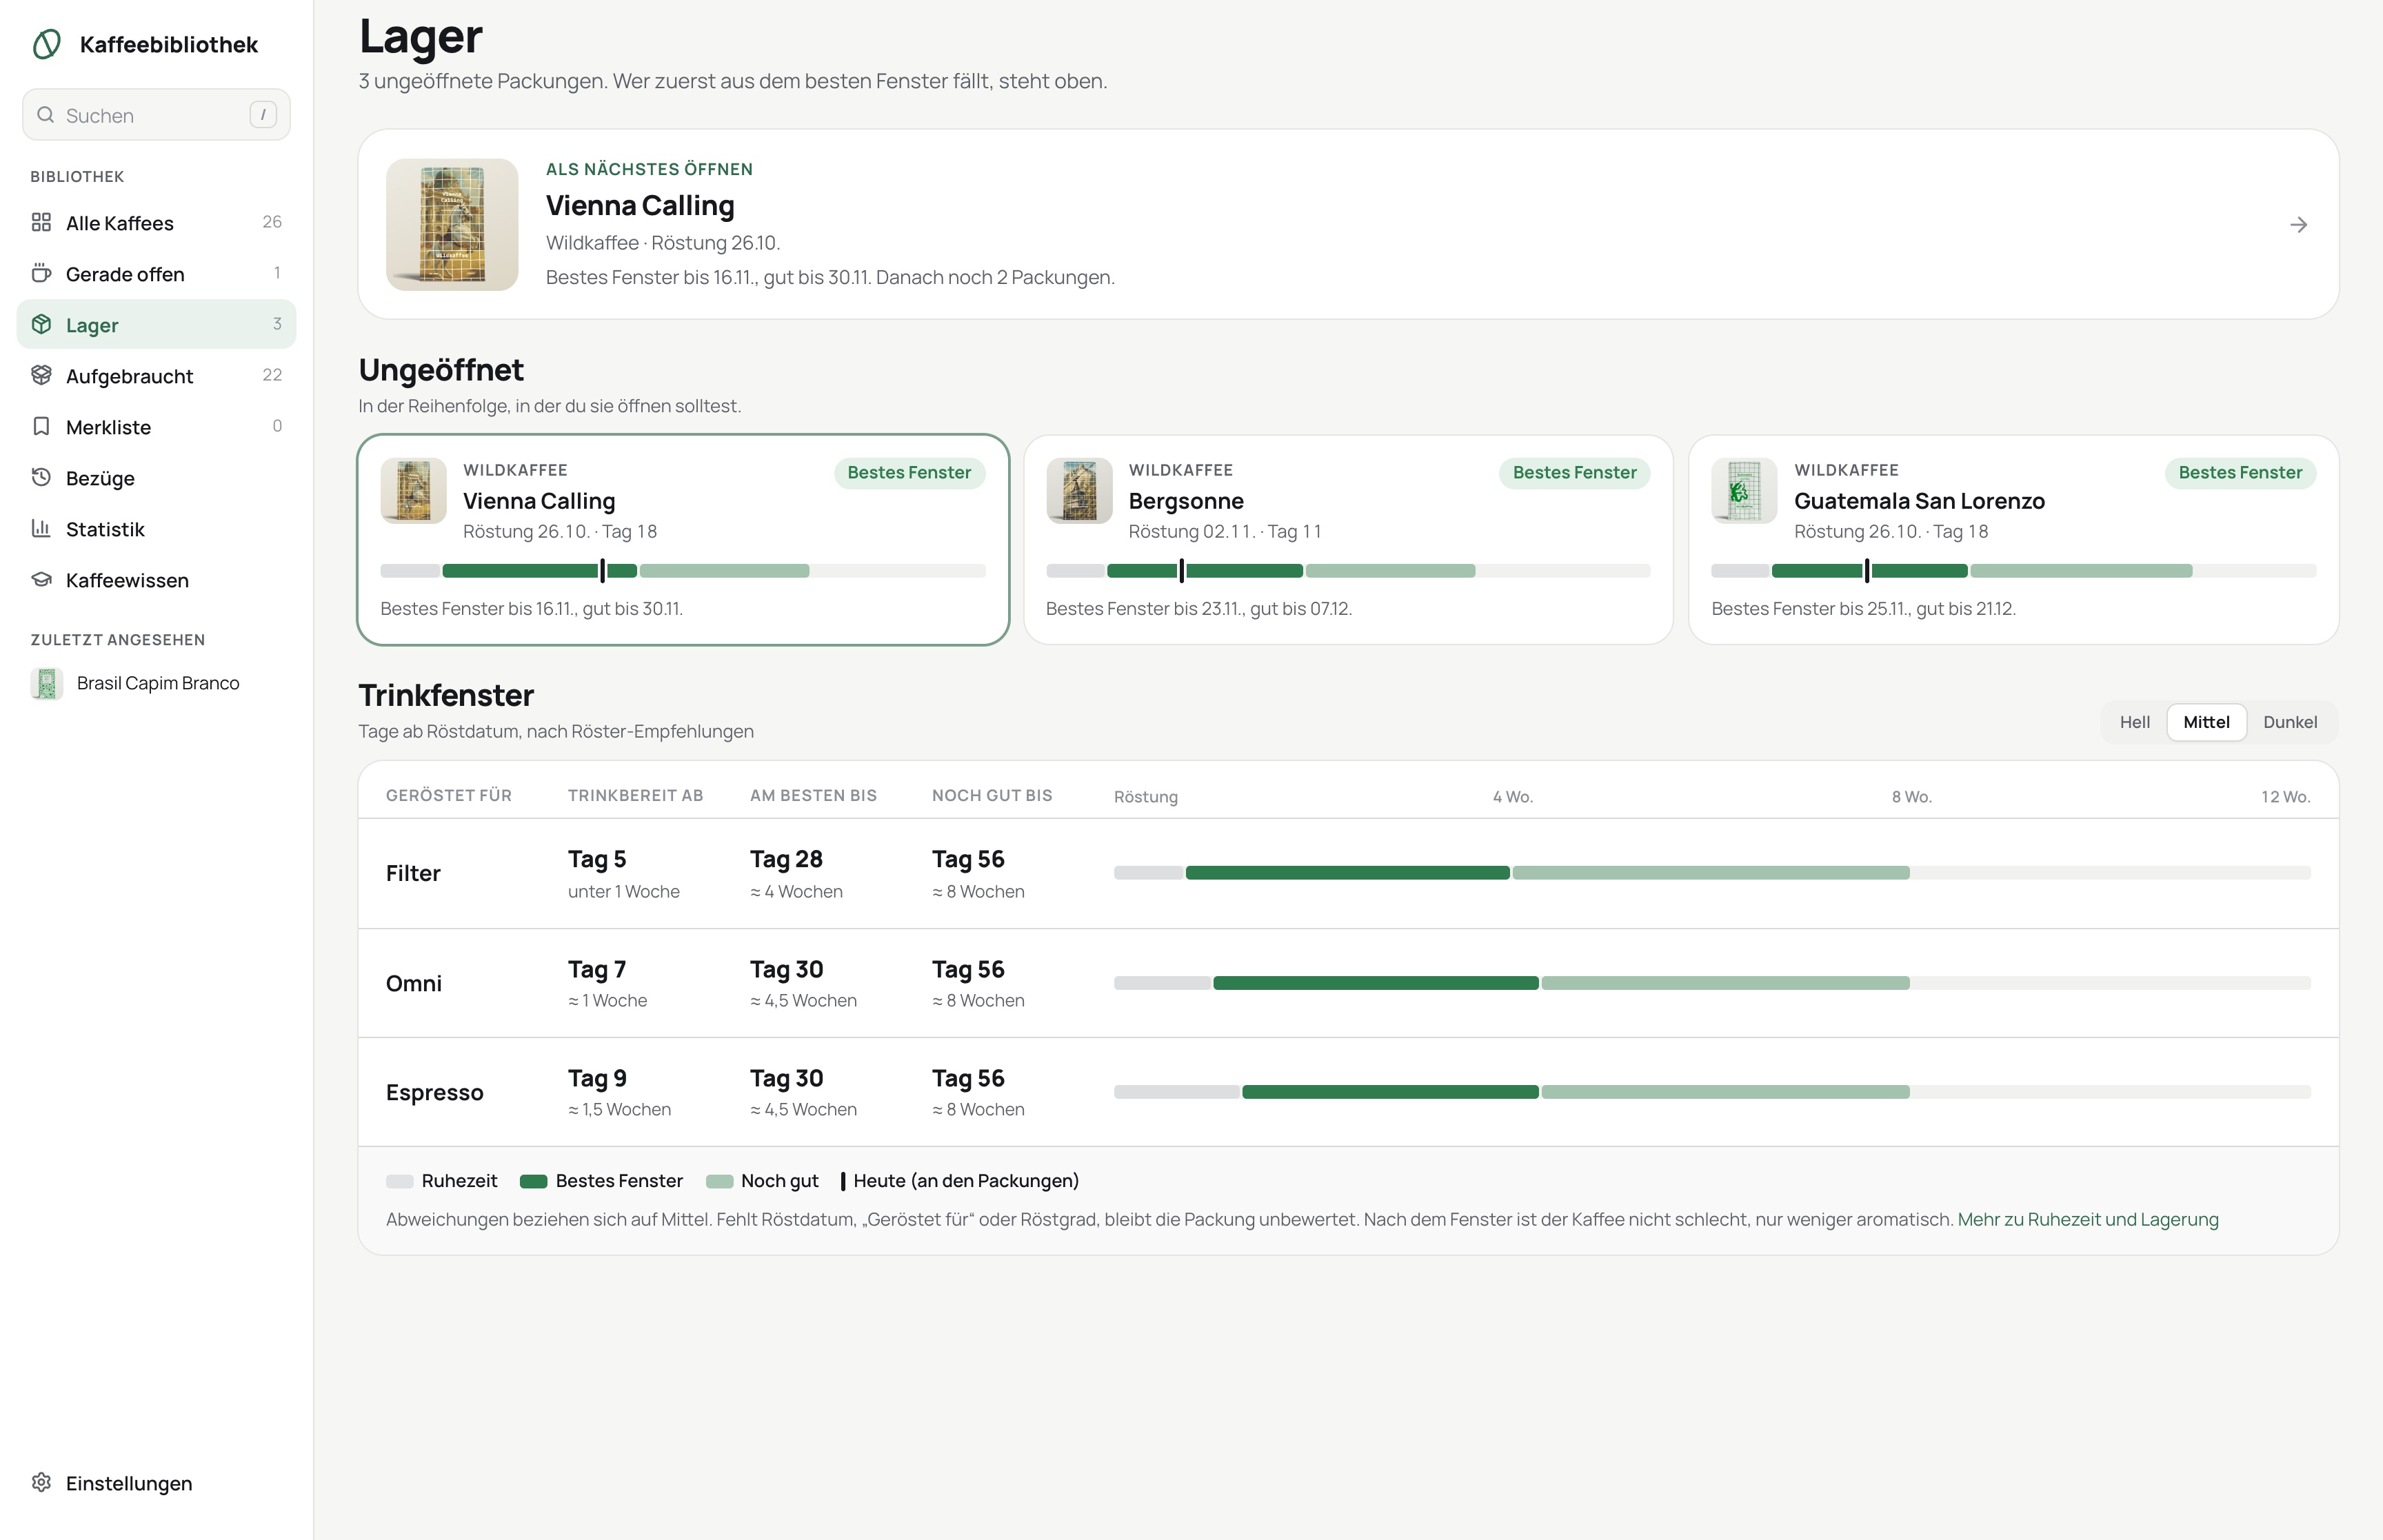 Kaffeebibliothek
Suchen /
BIBLIOTHEK
Alle Kaffees 26
Gerade offen 1
Lager 3
Aufgebraucht 22
Merkliste 0
Bezüge
Statistik
Kaffeewissen
ZULETZT ANGESEHEN
Brasil Capim Branco
Einstellungen
Lager
3 ungeöffnete Packungen. Wer zuerst aus dem besten Fenster fällt, steht oben.
Vienna
Calling
Wildkaffee
ALS NÄCHSTES ÖFFNEN
Vienna Calling
Wildkaffee · Röstung 26.10.
Bestes Fenster bis 16.11., gut bis 30.11. Danach noch 2 Packungen.
Ungeöffnet
In der Reihenfolge, in der du sie öffnen solltest.
WILDKAFFEE
Bestes Fenster
Vienna Calling
Röstung 26.10. · Tag 18
Bestes Fenster bis 16.11., gut bis 30.11.
WILDKAFFEE
Bestes Fenster
Bergsonne
Röstung 02.11. · Tag 11
Bestes Fenster bis 23.11., gut bis 07.12.
WILDKAFFEE
Bestes Fenster
Guatemala San Lorenzo
Röstung 26.10. · Tag 18
Bestes Fenster bis 25.11., gut bis 21.12.
Trinkfenster
Tage ab Röstdatum, nach Röster-Empfehlungen
Hell Mittel Dunkel
GERÖSTET FÜR TRINKBEREIT AB AM BESTEN BIS NOCH GUT BIS Röstung 4 Wo. 8 Wo. 12 Wo.
Filter
Tag 5 Tag 28 Tag 56
unter 1 Woche ≈ 4 Wochen ≈ 8 Wochen
Omni
Tag 7 Tag 30 Tag 56
≈ 1 Woche ≈ 4,5 Wochen ≈ 8 Wochen
Espresso
Tag 9 Tag 30 Tag 56
≈ 1,5 Wochen ≈ 4,5 Wochen ≈ 8 Wochen
Ruhezeit Bestes Fenster Noch gut Heute (an den Packungen)
Abweichungen beziehen sich auf Mittel. Fehlt Röstdatum, „Geröstet für“ oder Röstgrad, bleibt die Packung unbewertet. Nach dem Fenster ist der Kaffee nicht schlecht, nur weniger aromatisch. Mehr zu Ruhezeit und Lagerung